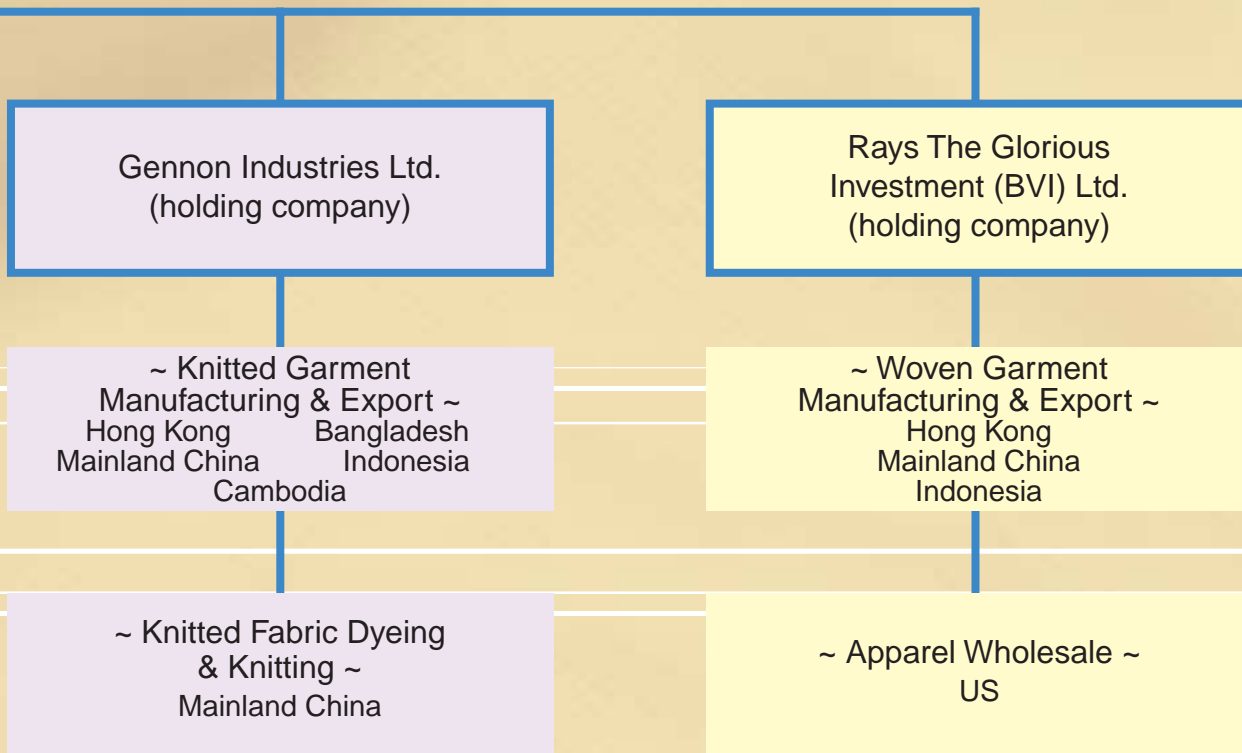 Gennon Industries Ltd.
(holding company)
~ Knitted Garment
Manufacturing & Export ~
Hong Kong Bangladesh
Mainland China Indonesia
Cambodia
~ Knitted Fabric Dyeing
& Knitting ~
Mainland China
Rays The Glorious
Investment (BVI) Ltd.
(holding company)
~ Woven Garment
Manufacturing & Export ~
Hong Kong
Mainland China
Indonesia
~ Apparel Wholesale ~
US